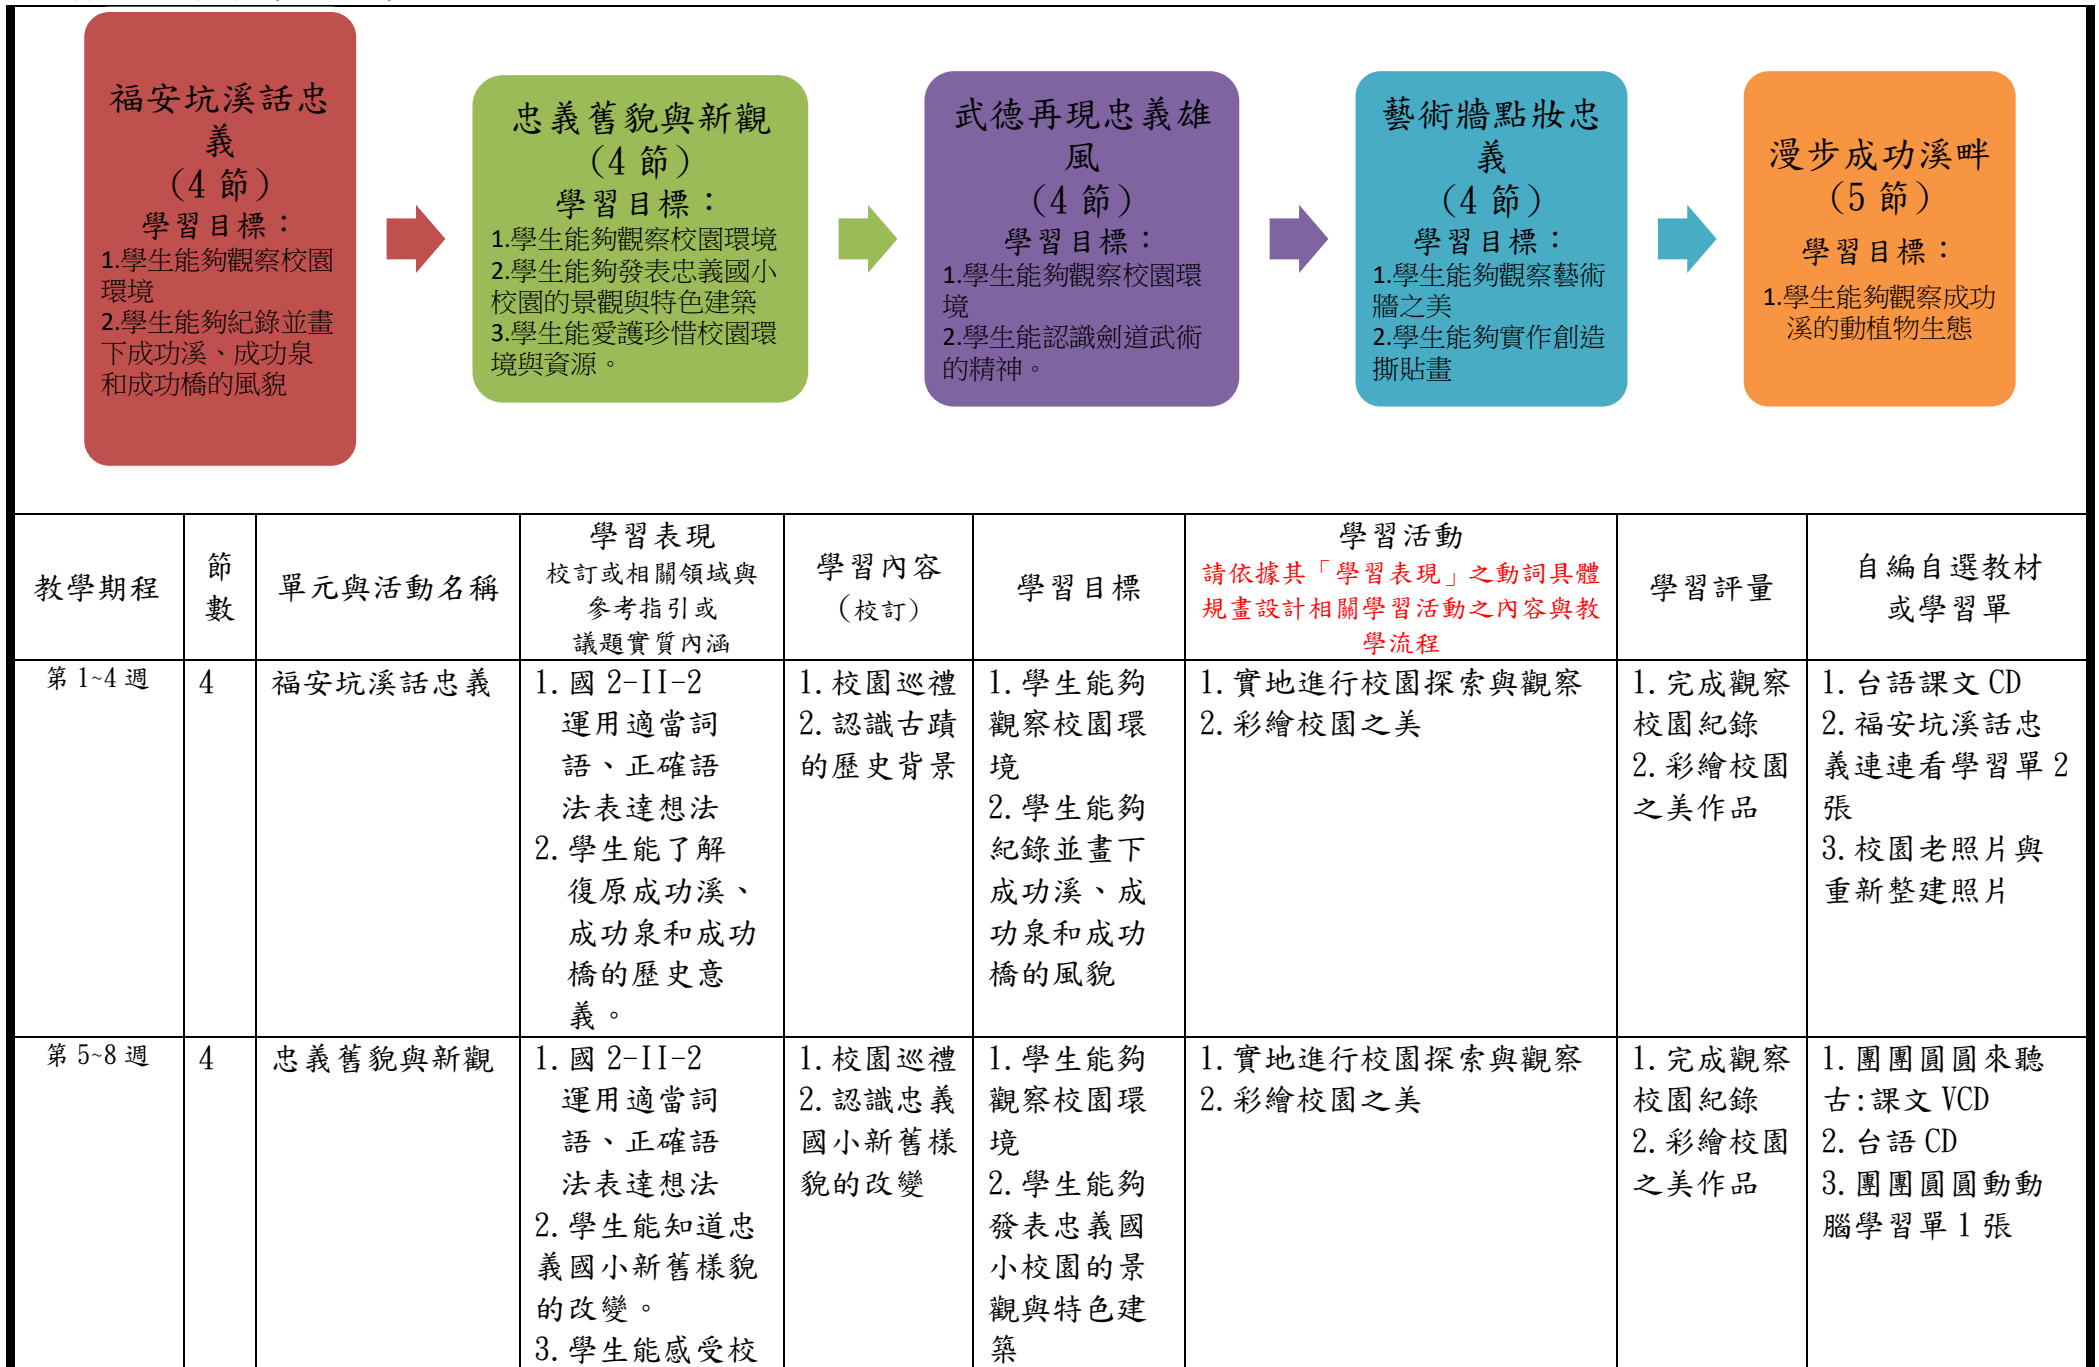 福安坑溪話忠
義
(4 節)
學習目標：
1.學生能夠觀察校園
環境
2.學生能夠紀錄並畫
下成功溪、成功泉
和成功橋的風貌
忠義舊貌與新觀
(4 節)
學習目標：
1.學生能夠觀察校園環境
2.學生能夠發表忠義國小
校園的景觀與特色建築
3.學生能愛護珍惜校園環
境與資源。
武德再現忠義雄
風
(4 節)
學習目標：
1.學生能夠觀察校園環
境
2.學生能認識劍道武術
的精神。
藝術牆點妝忠
義
(4 節)
學習目標：
1.學生能夠觀察藝術
牆之美
2.學生能夠實作創造
撕貼畫
漫步成功溪畔
(5 節)
學習目標：
1.學生能夠觀察成功
溪的動植物生態
教學期程
節
數
單元與活動名稱
學習表現
校訂或相關領域與
參考指引或
議題實質內涵
學習內容
(校訂)
學習目標
學習活動
請依據其「學習表現」之動詞具體
規畫設計相關學習活動之內容與教
學流程
學習評量
自編自選教材
或學習單
第 1~4 週
4
福安坑溪話忠義
1.國 2-II-2
運用適當詞
語、正確語
法表達想法
2.學生能了解
復原成功溪、
成功泉和成功
橋的歷史意
義。
1.校園巡禮
2.認識古蹟
的歷史背景
1.學生能夠
觀察校園環
境
2.學生能夠
紀錄並畫下
成功溪、成
功泉和成功
橋的風貌
1.實地進行校園探索與觀察
2.彩繪校園之美
1.完成觀察
校園紀錄
2.彩繪校園
之美作品
1.台語課文 CD
2.福安坑溪話忠
義連連看學習單 2
張
3.校園老照片與
重新整建照片
第 5~8 週
4
忠義舊貌與新觀
1.國 2-II-2
運用適當詞
語、正確語
法表達想法
2.學生能知道忠
義國小新舊樣貌
的改變。
3.學生能感受校
1.校園巡禮
2.認識忠義
國小新舊樣
貌的改變
1.學生能夠
觀察校園環
境
2.學生能夠
發表忠義國
小校園的景
觀與特色建
築
1.實地進行校園探索與觀察
2.彩繪校園之美
1.完成觀察
校園紀錄
2.彩繪校園
之美作品
1.團團圓圓來聽
古:課文 VCD
2.台語 CD
3.團團圓圓動動
腦學習單 1 張